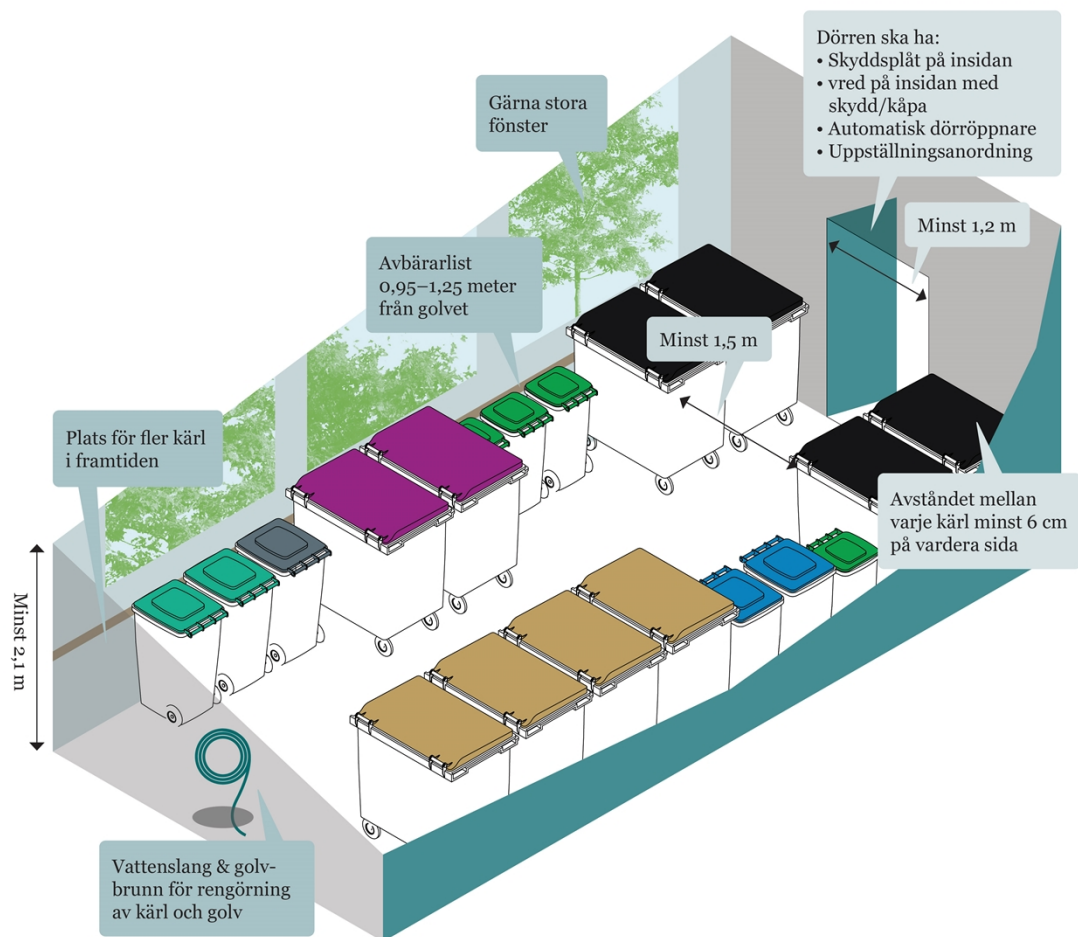 Dörren ska ha:
• Skyddsplåt på insidan
• vred på insidan med
skydd/kåpa
• Automatisk dörröppnare
• Uppställningsanordning
Gärna stora
fönster
Minst 1,2 m
Avbärarlist
0,95–1,25 meter
från golvet
Minst 1,5 m
Plats för fler kärl
i framtiden
Avståndet mellan
varje kärl minst 6 cm
på vardera sida
Minst 2,1 m
Vattenslang & golv-
brunn för rengörning
av kärl och golv